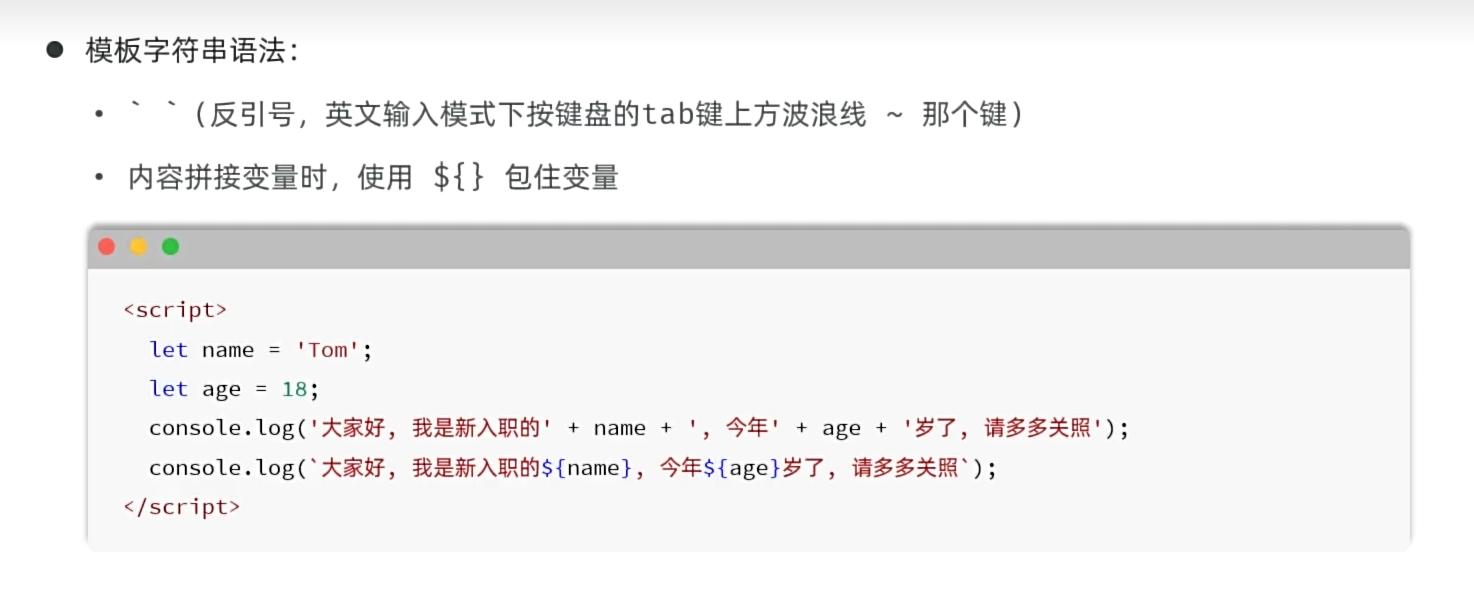 ● 模板字符串语法：
• ` `（反引号，英文输入模式下按键盘的tab键上方波浪线 ~ 那个键）
• 内容拼接变量时，使用 ${} 包住变量
<script>
  let name = 'Tom';
  let age = 18;
  console.log('大家好, 我是新入职的' + name + ', 今年' + age + '岁了, 请多多关照');
  console.log(`大家好, 我是新入职的${name}, 今年${age}岁了, 请多多关照`);
</script>